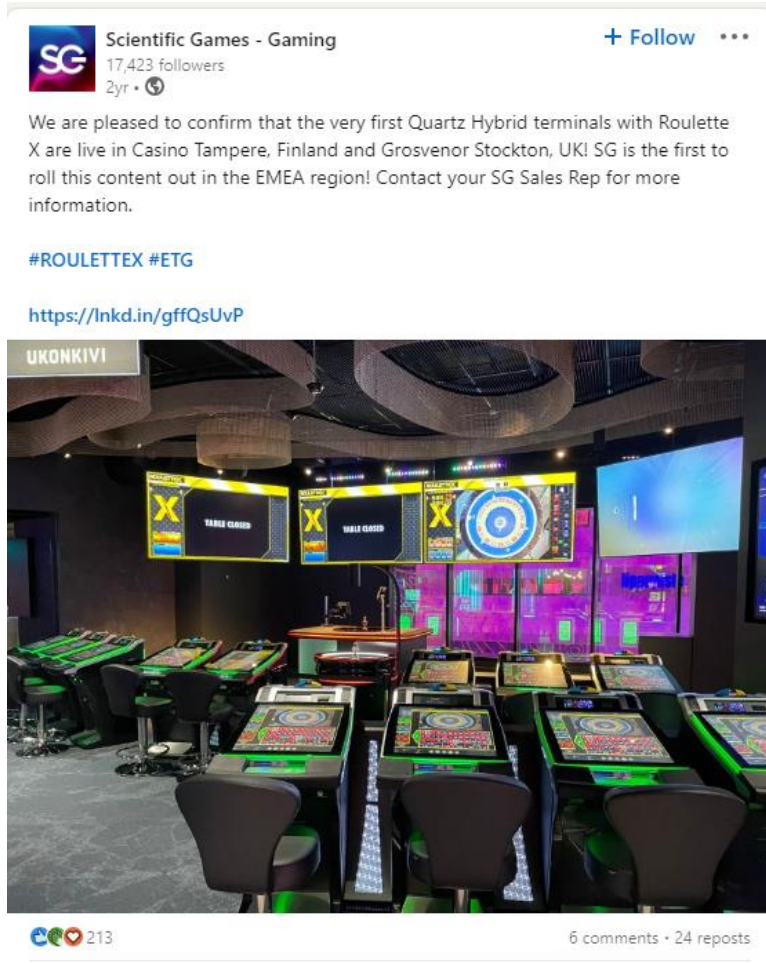 SG
Scientific Games - Gaming
17,423 followers
2yr •
+ Follow
We are pleased to confirm that the very first Quartz Hybrid terminals with Roulette
X are live in Casino Tampere, Finland and Grosvenor Stockton, UK! SG is the first to
roll this content out in the EMEA region! Contact your SG Sales Rep for more
information.
#ROULETTEX #ETG
https://lnkd.in/gffQsUvP
UKONKIVI
ROULETTEX
X
TABLE CLOSED
ROULETTEX
X
TABLE CLOSED
ROULETTEX
X
213
6 comments • 24 reposts